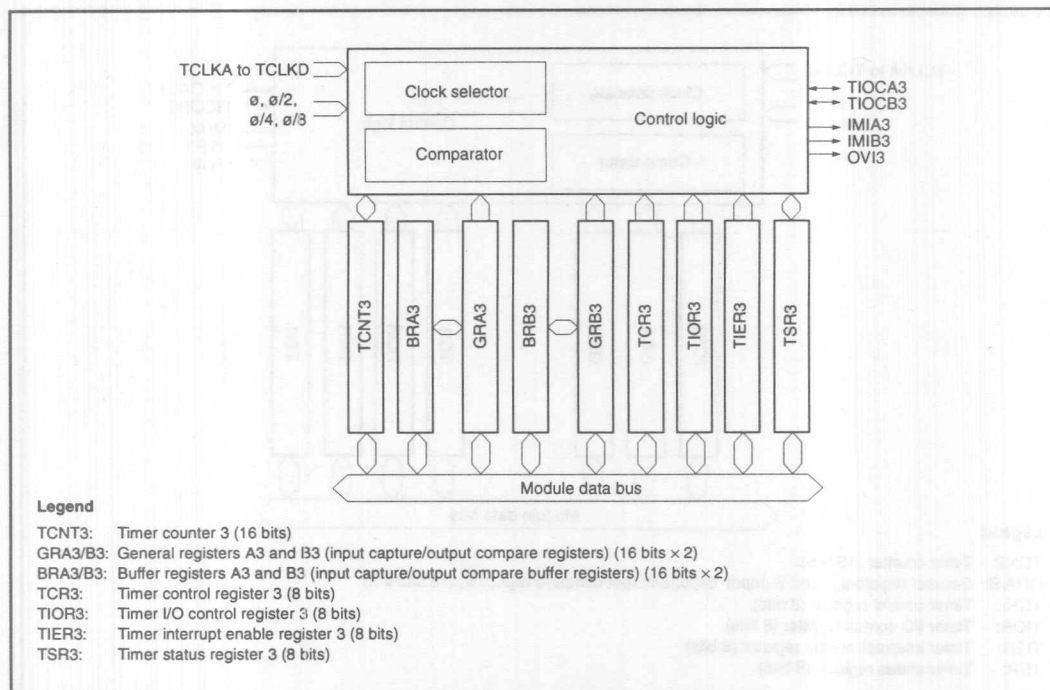 TCLKA to TCLKD
ø, ø/2,
ø/4, ø/8
Clock selector
Comparator
Control logic
TIOCA3
TIOCB3
IMIA3
IMIB3
OVI3
TCNT3
BRA3
GRA3
BRB3
GRB3
TCR3
TIOR3
TIER3
TSR3
Module data bus
Legend
TCNT3: Timer counter 3 (16 bits)
GRA3/B3: General registers A3 and B3 (input capture/output compare registers) (16 bits × 2)
BRA3/B3: Buffer registers A3 and B3 (input capture/output compare buffer registers) (16 bits × 2)
TCR3: Timer control register 3 (8 bits)
TIOR3: Timer I/O control register 3 (8 bits)
TIER3: Timer interrupt enable register 3 (8 bits)
TSR3: Timer status register 3 (8 bits)